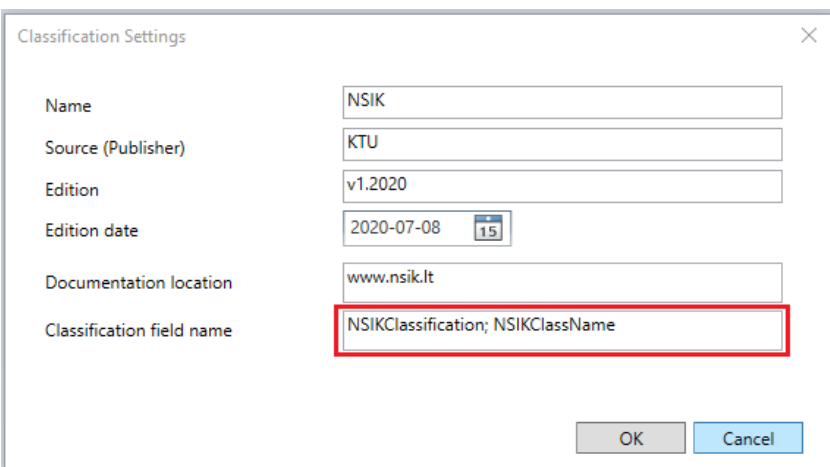 Classification Settings
Name NSIK
Source (Publisher) KTU
Edition v1.2020
Edition date 2020-07-08 15
Documentation location www.nsik.lt
Classification field name NSIKClassification; NSIKClassName
OK Cancel